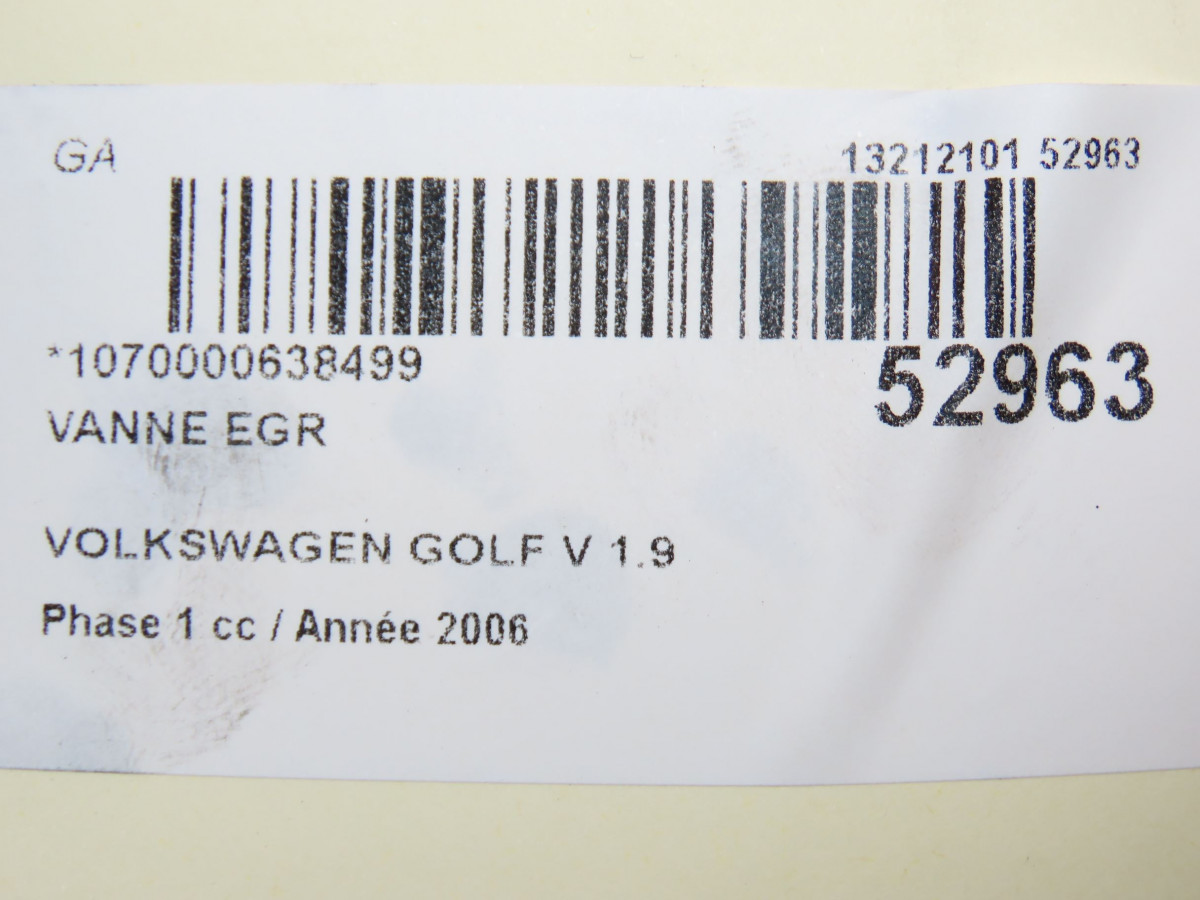 GA 13212101 52963
*1070000638499 52963
VANNE EGR
VOLKSWAGEN GOLF V 1.9
Phase 1 cc / Année 2006